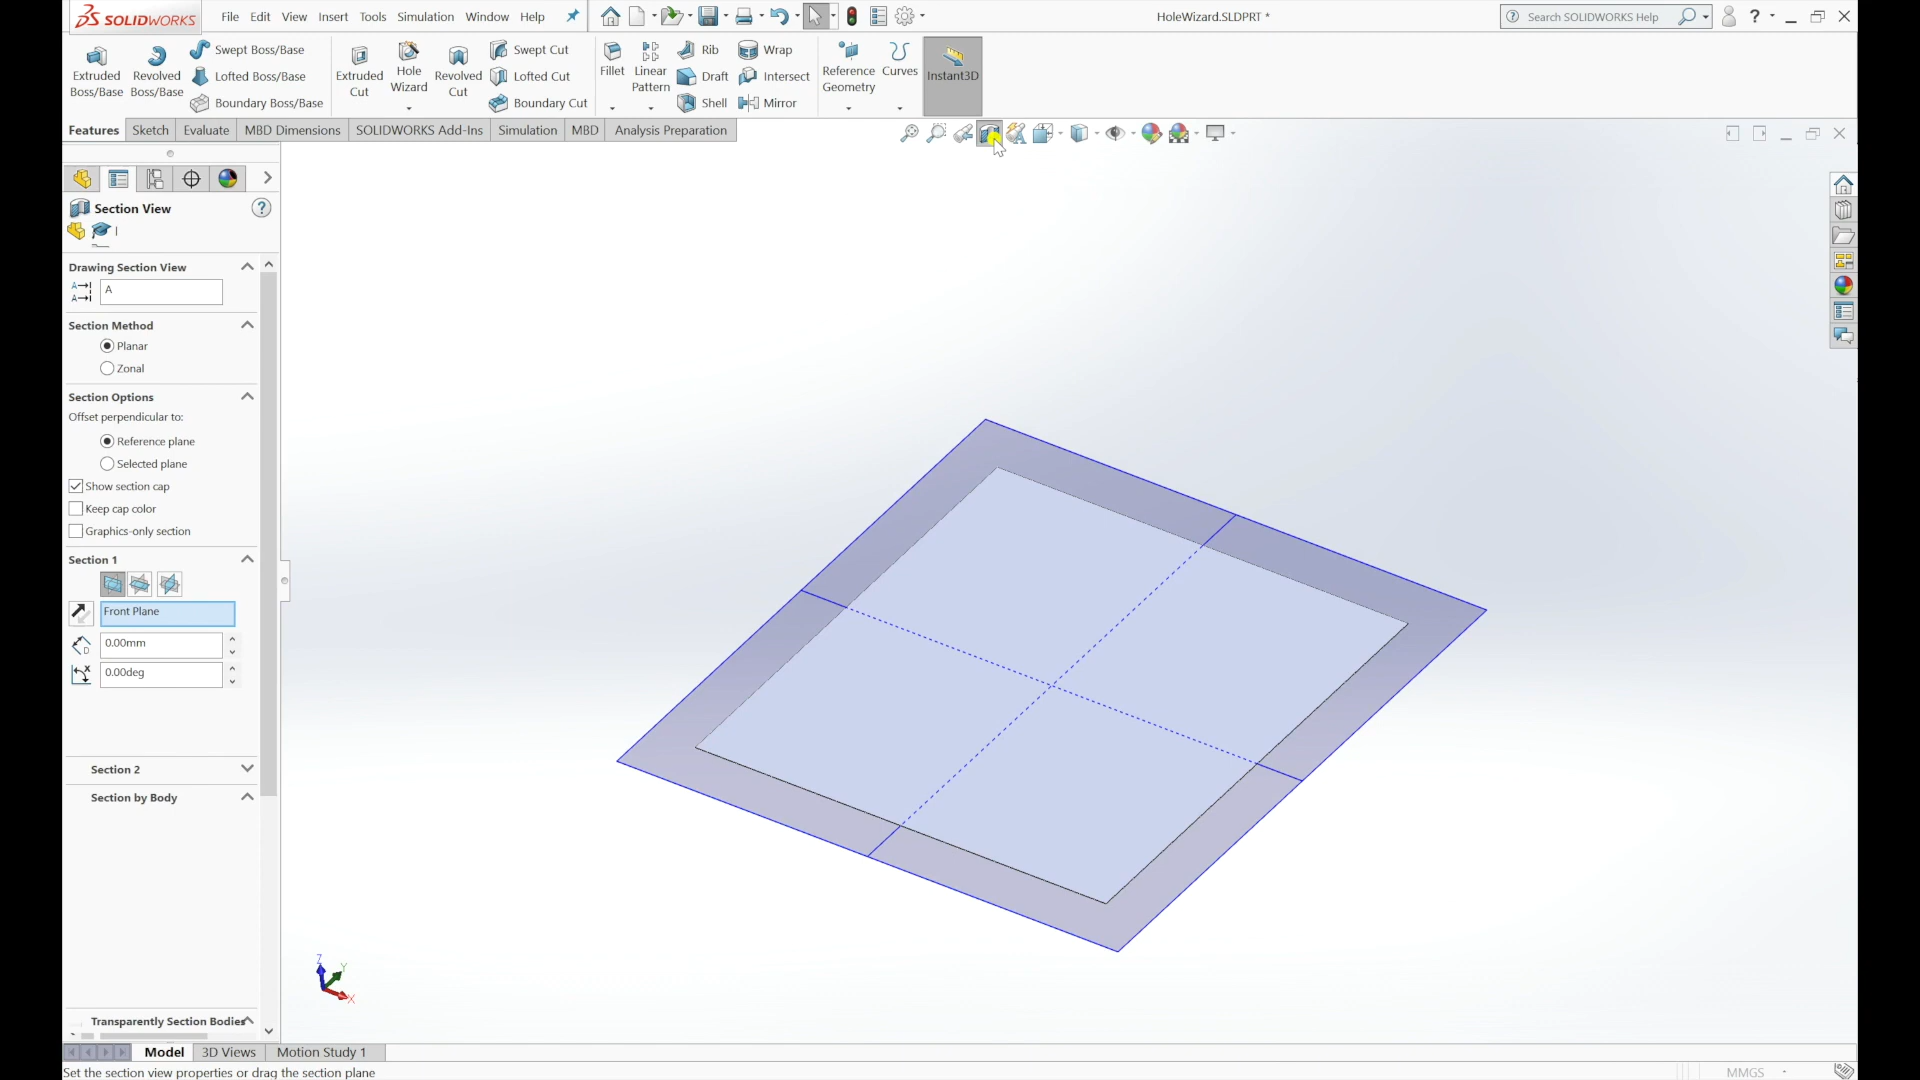 SOLIDWORKS
File Edit View Insert Tools Simulation Window Help
HoleWizard.SLDPRT *
Search SOLIDWORKS Help
?
Extruded Boss/Base
Revolved Boss/Base
Swept Boss/Base
Lofted Boss/Base
Boundary Boss/Base
Extruded Cut
Hole Wizard
Revolved Cut
Swept Cut
Lofted Cut
Boundary Cut
Fillet
Linear Pattern
Rib
Draft
Shell
Wrap
Intersect
Mirror
Reference Geometry
Curves
Instant3D
Features Sketch Evaluate MBD Dimensions SOLIDWORKS Add-Ins Simulation MBD Analysis Preparation
Section View
?
Drawing Section View
A
Section Method
Planar
Zonal
Section Options
Offset perpendicular to:
Reference plane
Selected plane
Show section cap
Keep cap color
Graphics-only section
Section 1
Front Plane
0.00mm
0.00deg
Section 2
Section by Body
Transparently Section Bodies
Z
Y
X
Model 3D Views Motion Study 1
Set the section view properties or drag the section plane
MMGS -